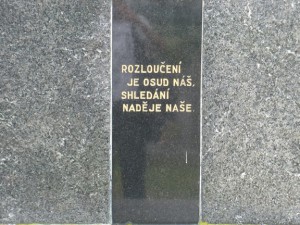 ROZLOUČENÍ
JE OSUD NÁŠ.
SHLEDÁNÍ
NADĚJE NAŠE.